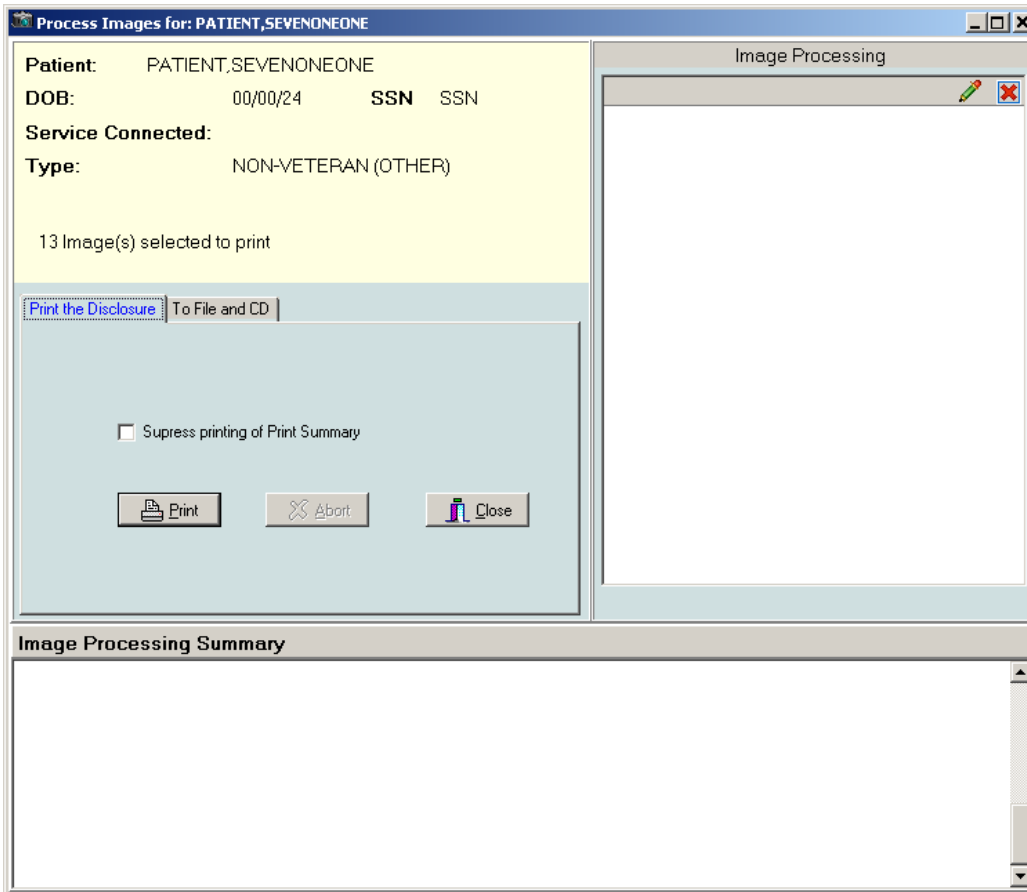 Process Images for: PATIENT,SEVENONEONE
Patient: PATIENT,SEVENONEONE
DOB: 00/00/24 SSN SSN
Service Connected:
Type: NON-VETERAN (OTHER)
13 Image(s) selected to print
Print the Disclosure To File and CD
Supress printing of Print Summary
Print Abort Close
Image Processing
Image Processing Summary